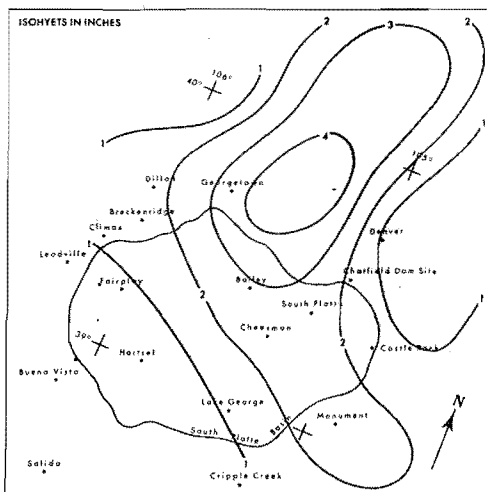 ISOHYETS IN INCHES
2
2
3
1
1
106°
40°
1
4
105°
Dillon
Georgetown
Breckenridge
Climax
Denver
1
Leadville
Fairplay
Bailey
Chatfield Dam Site
2
1
South Platte
39°
Cheesman
2
Hartsel
Castle Rock
Buena Vista
Lake George
Monument
South Platte Basin
N
1
Salida
Cripple Creek